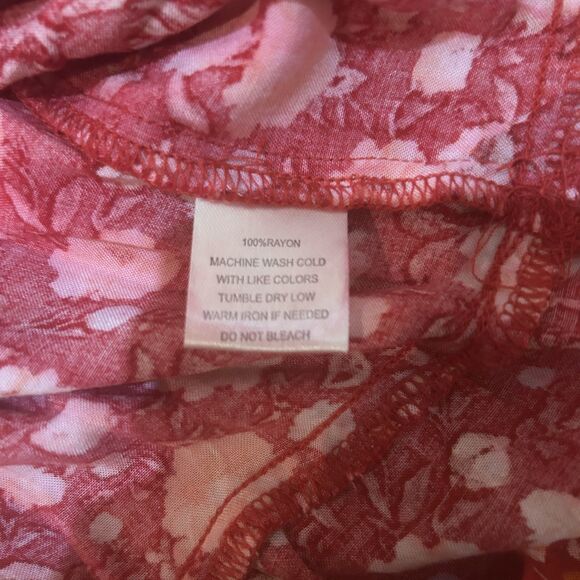 100%RAYON
MACHINE WASH COLD
WITH LIKE COLORS
TUMBLE DRY LOW
WARM IRON IF NEEDED
DO NOT BLEACH